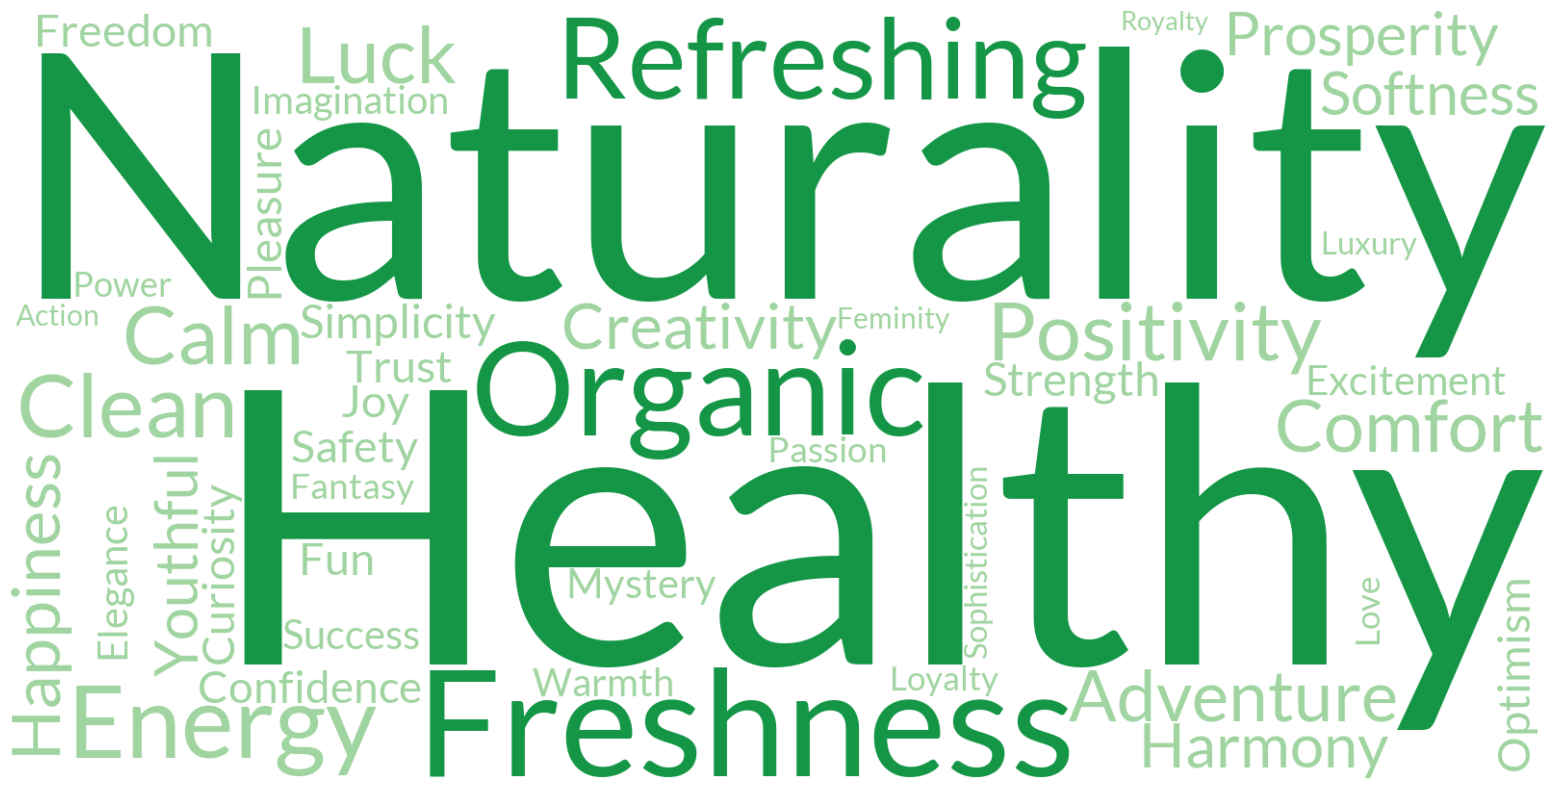 Freedom
Luck
Refreshing
Royalty
Prosperity
Imagination
Softness
Naturality
Pleasure
Luxury
Power
Action
Calm
Simplicity
Creativity
Feminity
Positivity
Trust
Organic
Strength
Excitement
Clean
Joy
Comfort
Safety
Passion
Healthy
Fantasy
Happiness
Elegance
Youthful
Curiosity
Fun
Mystery
Sophistication
Love
Optimism
Success
Confidence
Warmth
Loyalty
Adventure
Energy
Freshness
Harmony